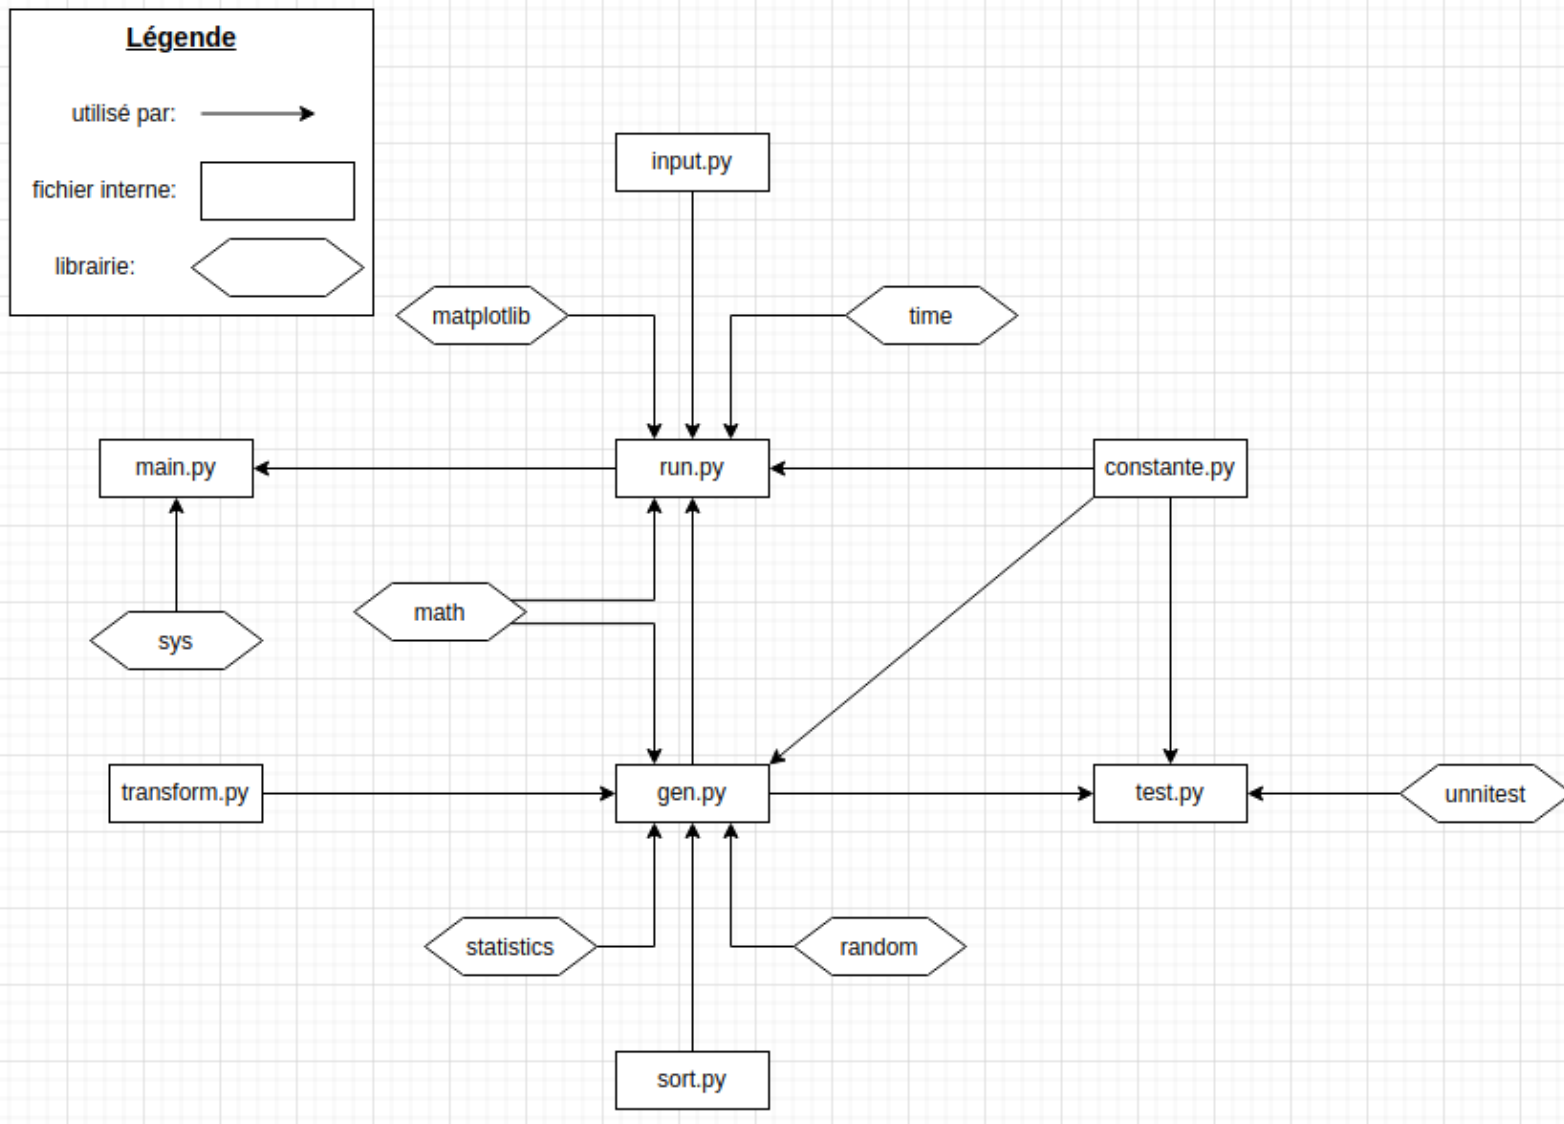 Légende
utilisé par:
fichier interne:
librairie:
input.py
matplotlib
time
main.py
run.py
constante.py
math
sys
transform.py
gen.py
test.py
unnitest
statistics
random
sort.py